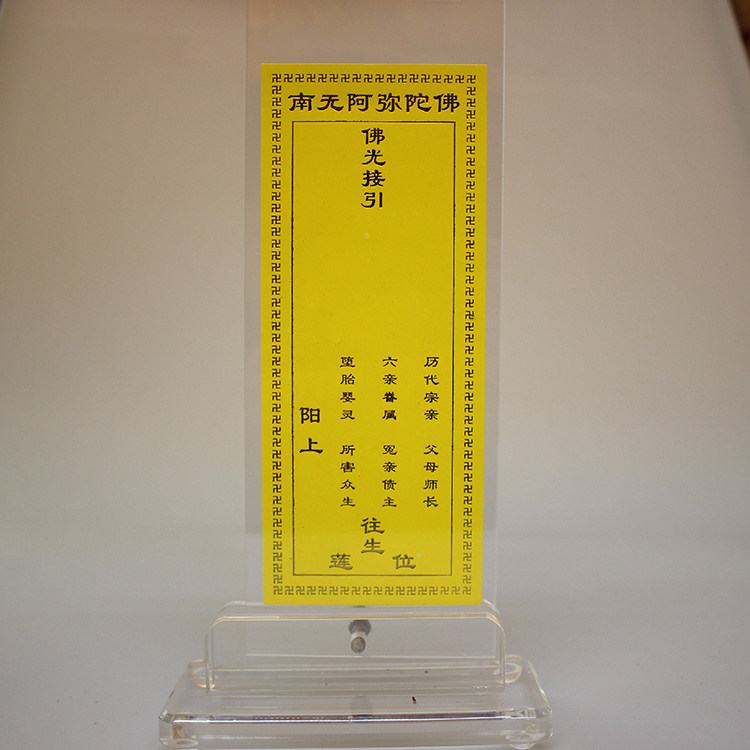 南无阿弥陀佛
佛光接引
历代宗亲 父母师长
六亲眷属 冤亲债主
堕胎婴灵 所害众生
阳上
往生
莲位